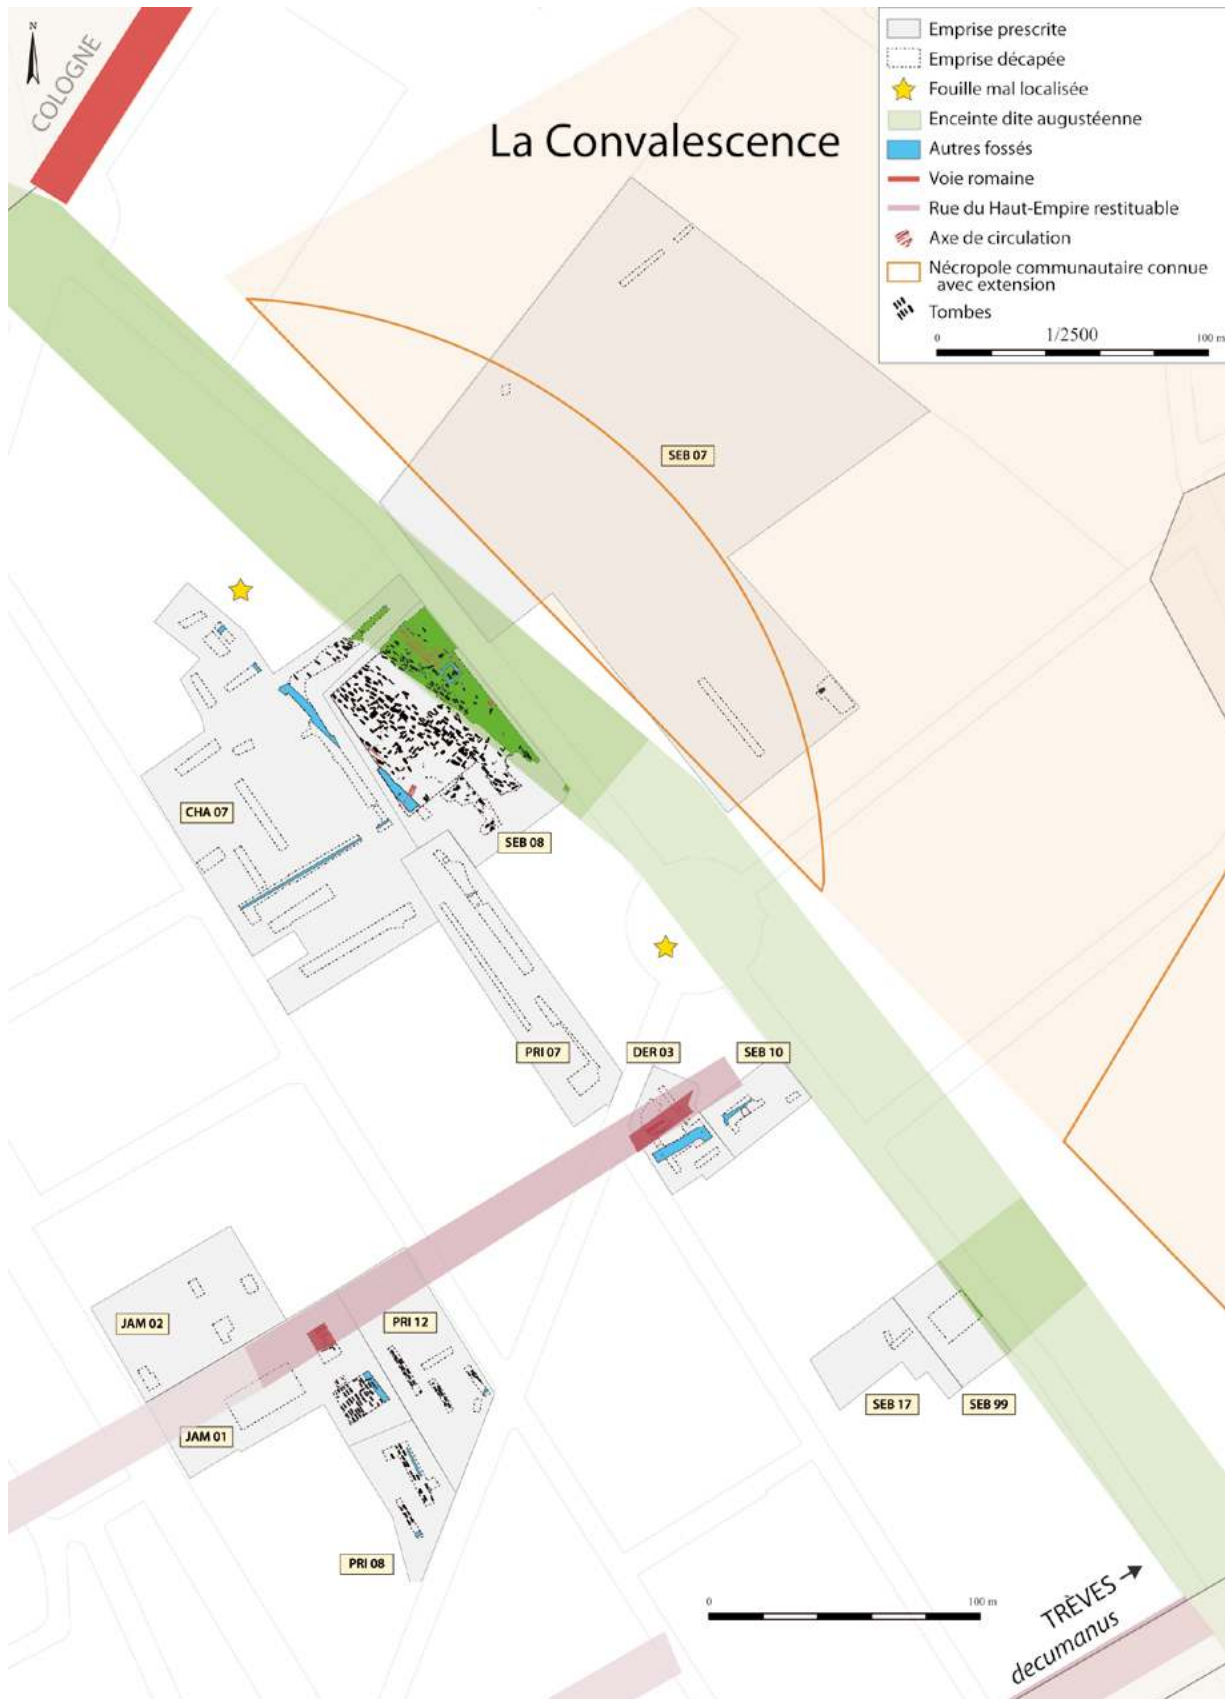 N
COLOGNE
La Convalescence
Emprise prescrite
Emprise décapée
Fouille mal localisée
Enceinte dite augustéenne
Autres fossés
Voie romaine
Rue du Haut-Empire restituable
Axe de circulation
Nécropole communautaire connue
avec extension
Tombes
0 1/2500 100 m
SEB 07
CHA 07
SEB 08
PRI 07
DER 03
SEB 10
JAM 02
PRI 12
JAM 01
SEB 17
SEB 99
PRI 08
0 100 m
TRÈVES
decumanus